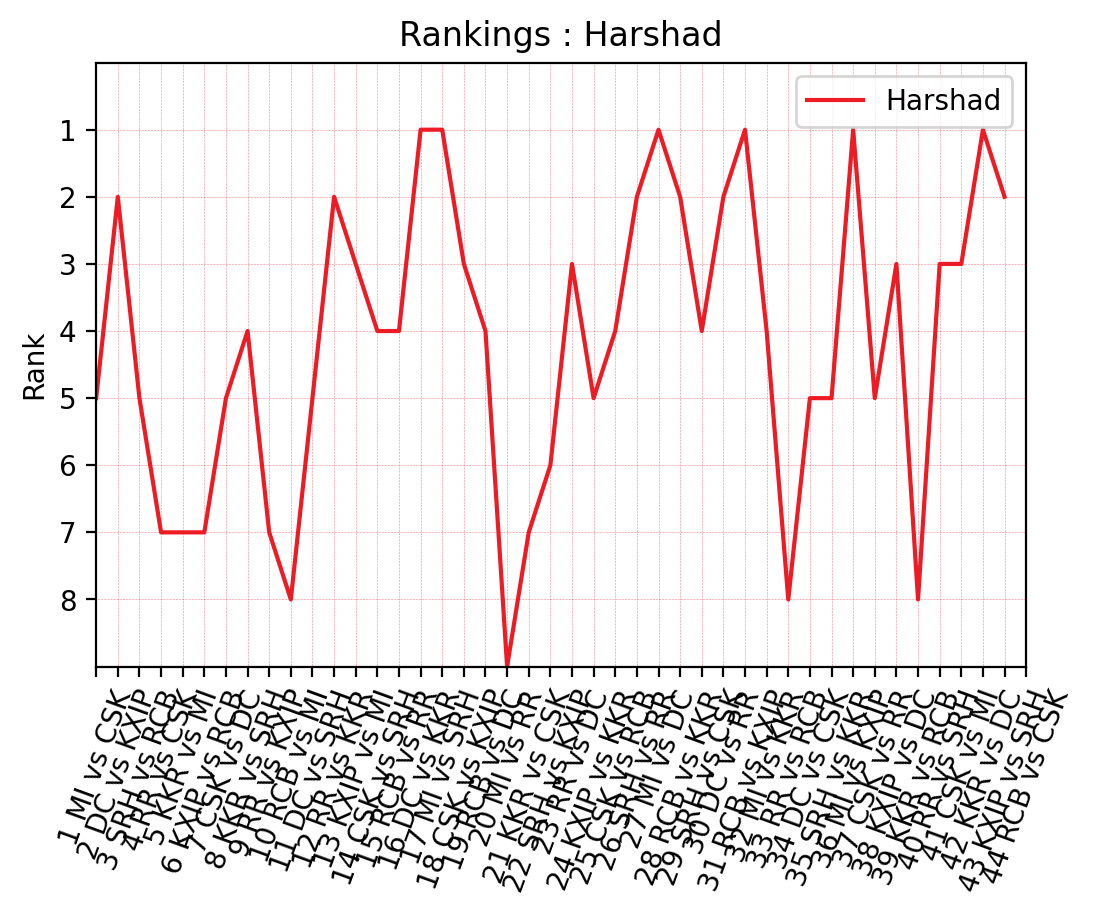 Rankings : Harshad
Harshad
Rank
1
2
3
4
5
6
7
8
1 MI vs CSK
2 DC vs KXIP
3 SRH vs RCB
4 RR vs CSK
5 KKR vs MI
6 KXIP vs RCB
7 CSK vs DC
8 KKR vs SRH
9 RR vs KXIP
10 RCB vs MI
11 DC vs SRH
12 RR vs KKR
13 KXIP vs MI
14 CSK vs SRH
15 RCB vs RR
16 DC vs KKR
17 MI vs SRH
18 CSK vs KXIP
19 RCB vs DC
20 MI vs RR
21 KKR vs CSK
22 SRH vs KXIP
23 RR vs DC
24 KXIP vs KKR
25 CSK vs RCB
26 SRH vs RR
27 MI vs DC
28 RCB vs KKR
29 SRH vs CSK
30 DC vs RR
31 RCB vs KXIP
32 MI vs KKR
33 RR vs RCB
34 DC vs CSK
35 SRH vs KKR
36 MI vs KXIP
37 CSK vs RR
38 KXIP vs DC
39 KKR vs RCB
40 RR vs SRH
41 CSK vs MI
42 KKR vs DC
43 KXIP vs SRH
44 RCB vs CSK